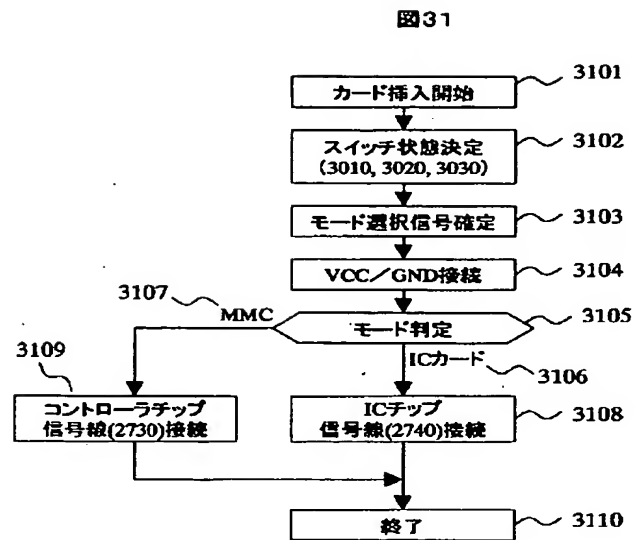 図31
カード挿入開始
3101
スイッチ状態決定
(3010, 3020, 3030)
3102
モード選択信号確定
3103
VCC／GND接続
3104
3107
MMC
モード判定
3105
ICカード
3106
3109
コントローラチップ
信号線(2730)接続
ICチップ
信号線(2740)接続
3108
終了
3110